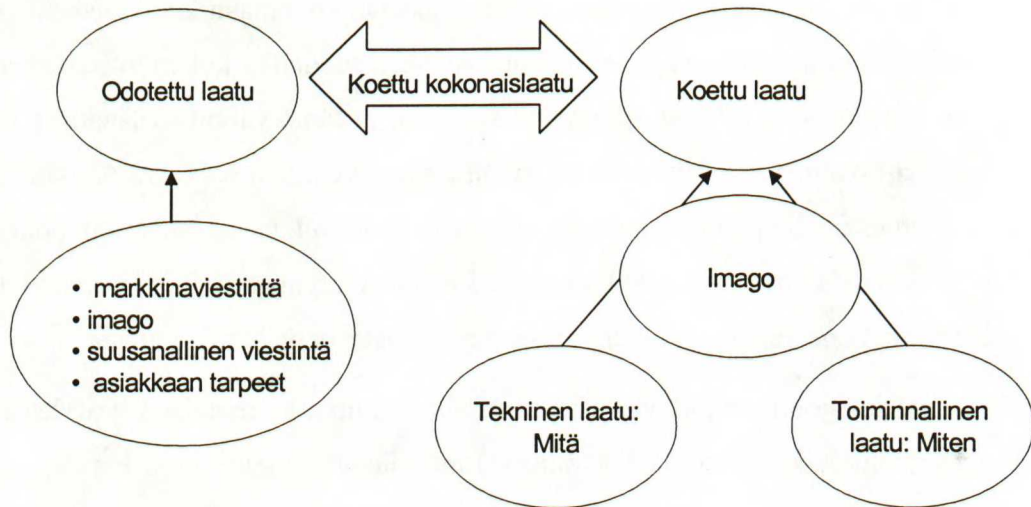 Odotettu laatu
Koettu kokonaislaatu
Koettu laatu
• markkinaviestintä
• imago
• suusanallinen viestintä
• asiakkaan tarpeet
Imago
Tekninen laatu:
Mitä
Toiminnallinen
laatu: Miten